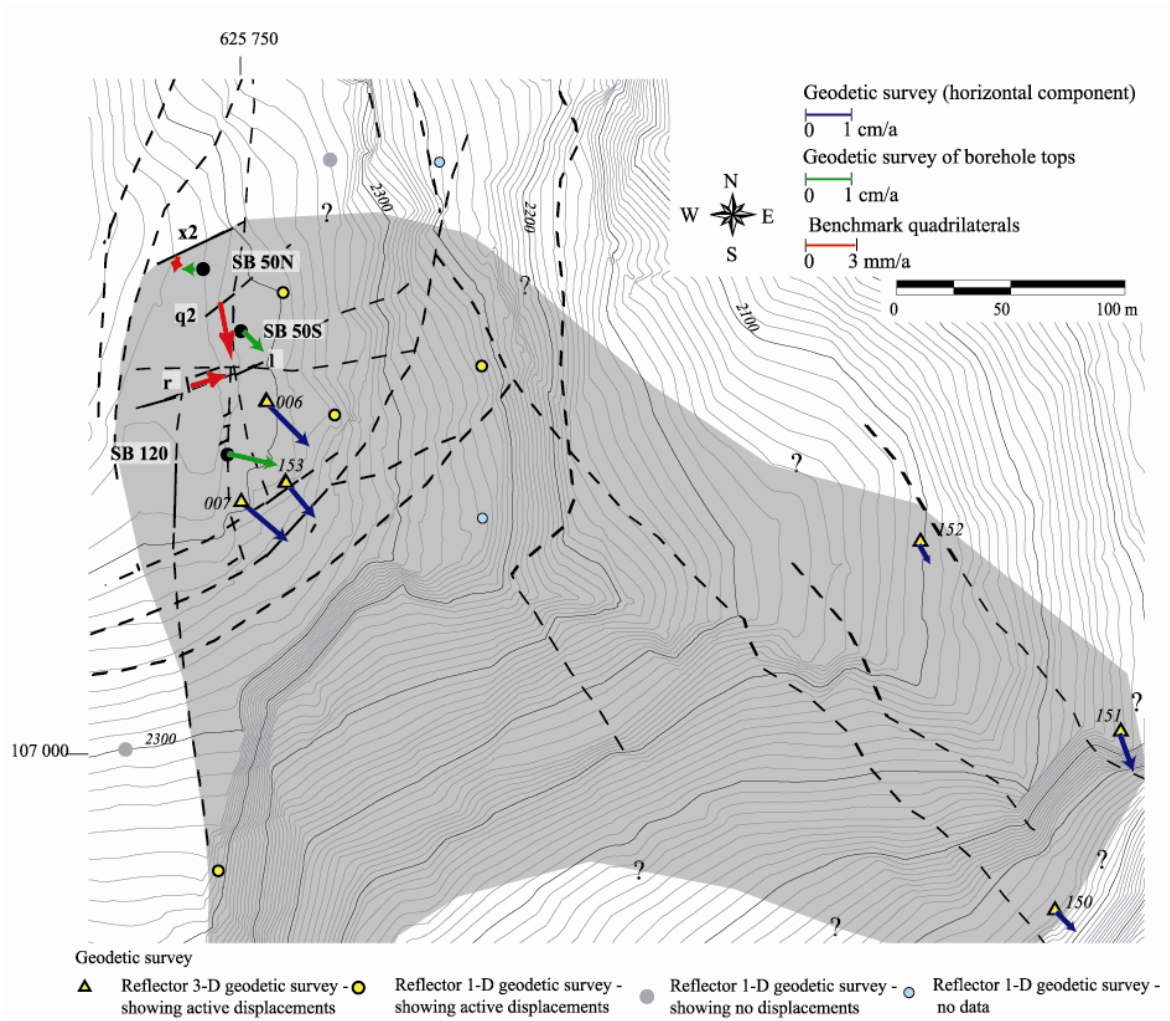 625 750
Geodetic survey (horizontal component)
0 1 cm/a
Geodetic survey of borehole tops
0 1 cm/a
Benchmark quadrilaterals
0 3 mm/a
N
W E
S
0 50 100 m
2300
2200
2100
?
x2
SB 50N
?
q2
SB 50S
l
r
006
SB 120
153
?
007
152
?
151
107 000
2300
?
?
150
?
Geodetic survey
Reflector 3-D geodetic survey -
showing active displacements
Reflector 1-D geodetic survey -
showing active displacements
Reflector 1-D geodetic survey -
showing no displacements
Reflector 1-D geodetic survey -
no data